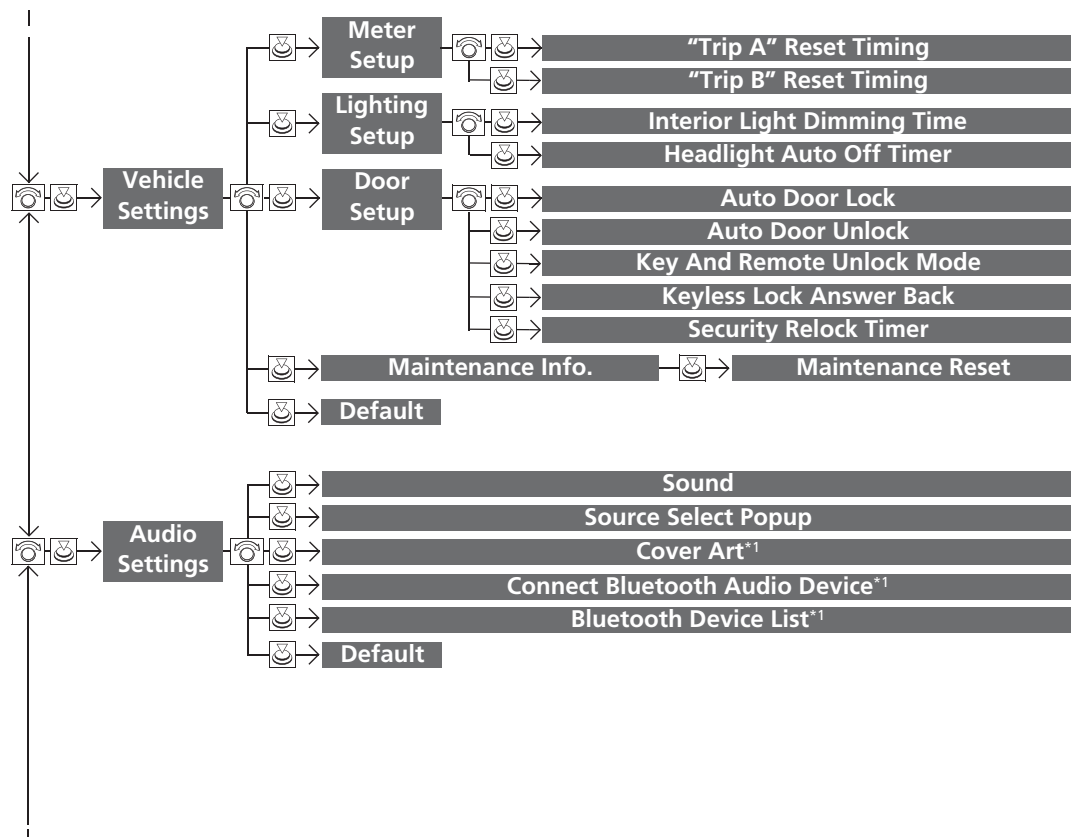 Meter
Setup
“Trip A” Reset Timing
“Trip B” Reset Timing
Lighting
Setup
Interior Light Dimming Time
Headlight Auto Off Timer
Vehicle
Settings
Door
Setup
Auto Door Lock
Auto Door Unlock
Key And Remote Unlock Mode
Keyless Lock Answer Back
Security Relock Timer
Maintenance Info.
Maintenance Reset
Default
Audio
Settings
Sound
Source Select Popup
Cover Art*1
Connect Bluetooth Audio Device*1
Bluetooth Device List*1
Default